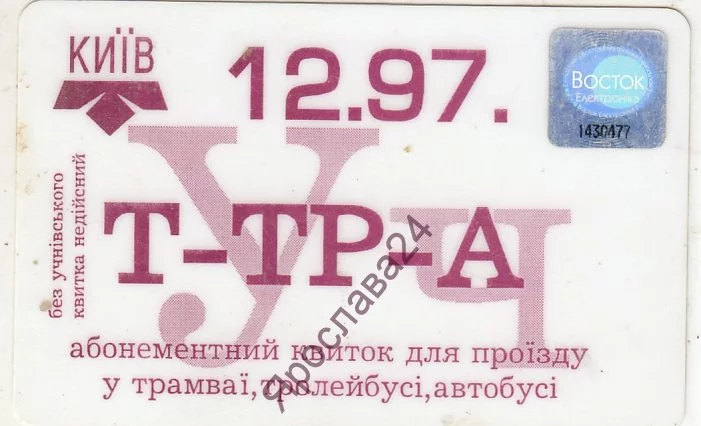 КИЇВ
12.97.
ВОСТОК
Електроніка
1430477
без учнівського
квитка недійсний
УЧ
Т-ТР-А
абонементний квиток для проїзду
у трамваї,тролейбусі,автобусі
Ярослава24